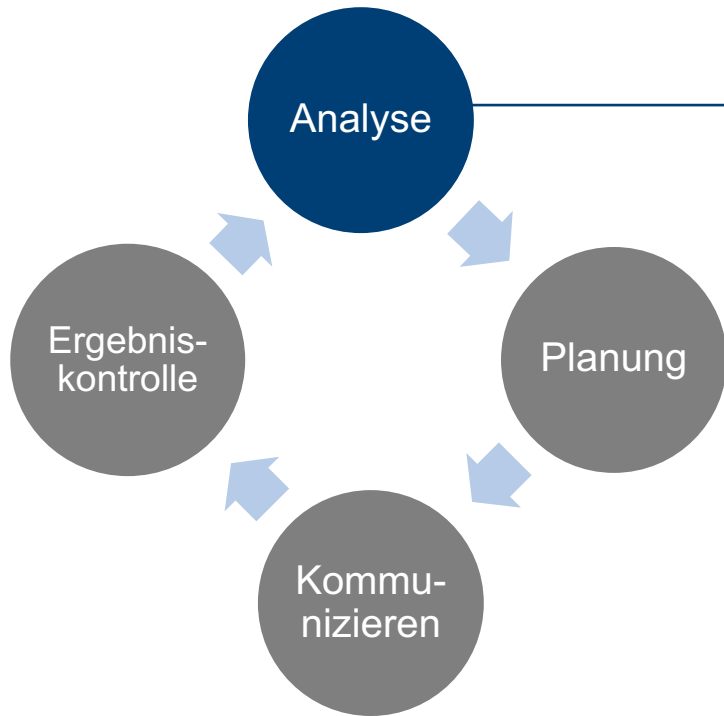 Analyse
Planung
Kommu-
nizieren
Ergebnis-
kontrolle